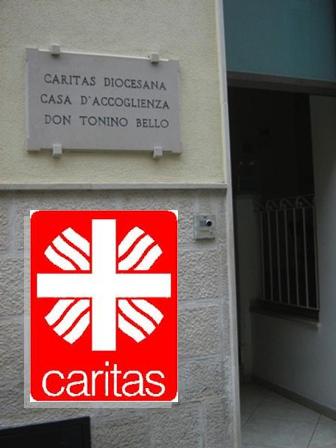 CARITAS DIOCESANA
CASA D'ACCOGLIENZA
DON TONINO BELLO
caritas